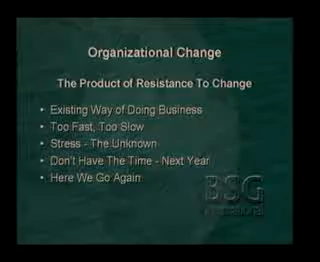 Organizational Change
The Product of Resistance To Change
• Existing Way of Doing Business
• Too Fast, Too Slow
• Stress - The Unknown
• Don't Have The Time - Next Year
• Here We Go Again
BSG
International